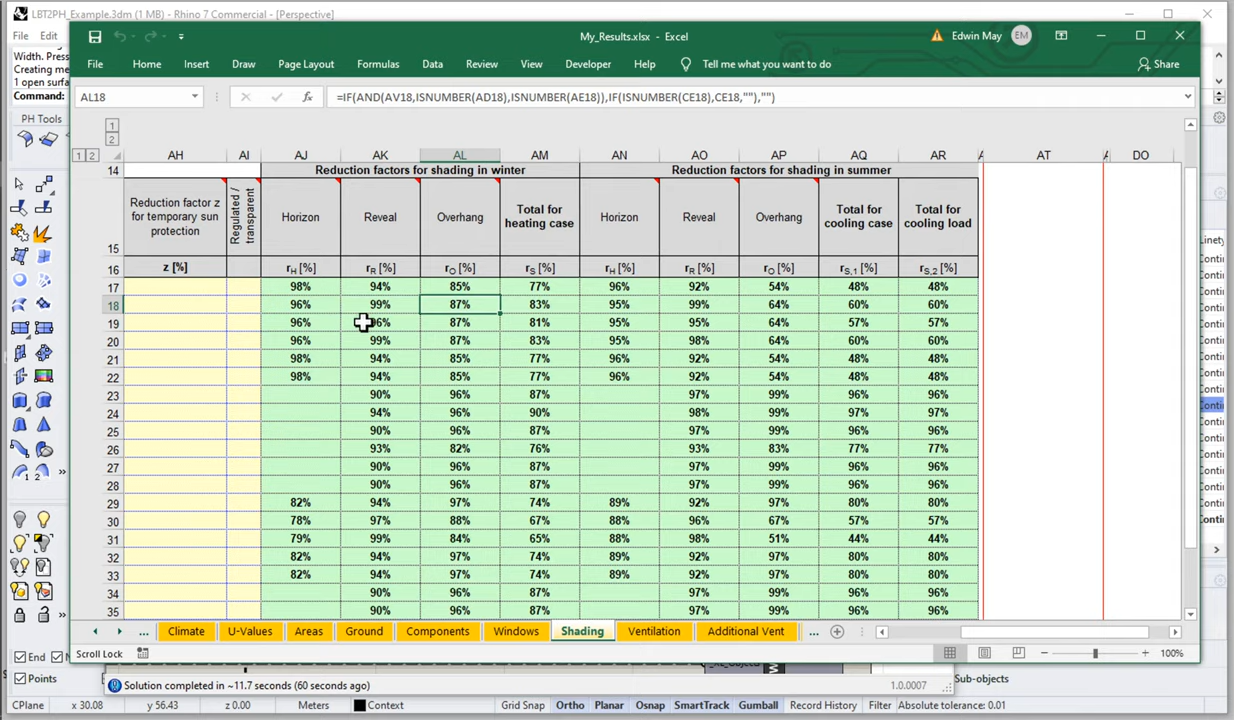 LBT2PH_Example.3dm (1 MB) - Rhino 7 Commercial - [Perspective]
File Edit
Width. Pres
Creating me
1 open surfa
Command:
PH Tools
My_Results.xlsx - Excel
Edwin May EM
File Home Insert Draw Page Layout Formulas Data Review View Developer Help Tell me what you want to do Share
AL18 fx =IF(AND(AV18,ISNUMBER(AD18),ISNUMBER(AE18)),IF(ISNUMBER(CE18),CE18,""),"")
1
2
1 2 AH AI AJ AK AL AM AN AO AP AQ AR AT DO
14 Reduction factors for shading in winter Reduction factors for shading in summer
15 Reduction factor z for temporary sun protection Regulated / transparent Horizon Reveal Overhang Total for heating case Horizon Reveal Overhang Total for cooling case Total for cooling load
16 z [%] rH [%] rR [%] rO [%] rS [%] rH [%] rR [%] rO [%] rS,1 [%] rS,2 [%]
17 98% 94% 85% 77% 96% 92% 54% 48% 48%
18 96% 99% 87% 83% 95% 99% 64% 60% 60%
19 96% 6% 87% 81% 95% 95% 64% 57% 57%
20 96% 99% 87% 83% 95% 98% 64% 60% 60%
21 98% 94% 85% 77% 96% 92% 54% 48% 48%
22 98% 94% 85% 77% 96% 92% 54% 48% 48%
23 90% 96% 87% 97% 99% 96% 96%
24 94% 96% 90% 98% 99% 97% 97%
25 90% 96% 87% 97% 99% 96% 96%
26 93% 82% 76% 93% 83% 77% 77%
27 90% 96% 87% 97% 99% 96% 96%
28 90% 96% 87% 97% 99% 96% 96%
29 82% 94% 97% 74% 89% 92% 97% 80% 80%
30 78% 97% 88% 67% 88% 96% 67% 57% 57%
31 79% 99% 84% 65% 88% 98% 51% 44% 44%
32 82% 94% 97% 74% 89% 92% 97% 80% 80%
33 82% 94% 97% 74% 89% 92% 97% 80% 80%
34 90% 96% 87% 97% 99% 96% 96%
35 90% 96% 87% 97% 99% 96% 96%
... Climate U-Values Areas Ground Components Windows Shading Ventilation Additional Vent ...
Scroll Lock 100%
End
Points
Solution completed in ~11.7 seconds (60 seconds ago) 1.0.0007
Sub-objects
CPlane x 30.08 y 56.43 z 0.00 Meters Context Grid Snap Ortho Planar Osnap SmartTrack Gumball Record History Filter Absolute tolerance: 0.01